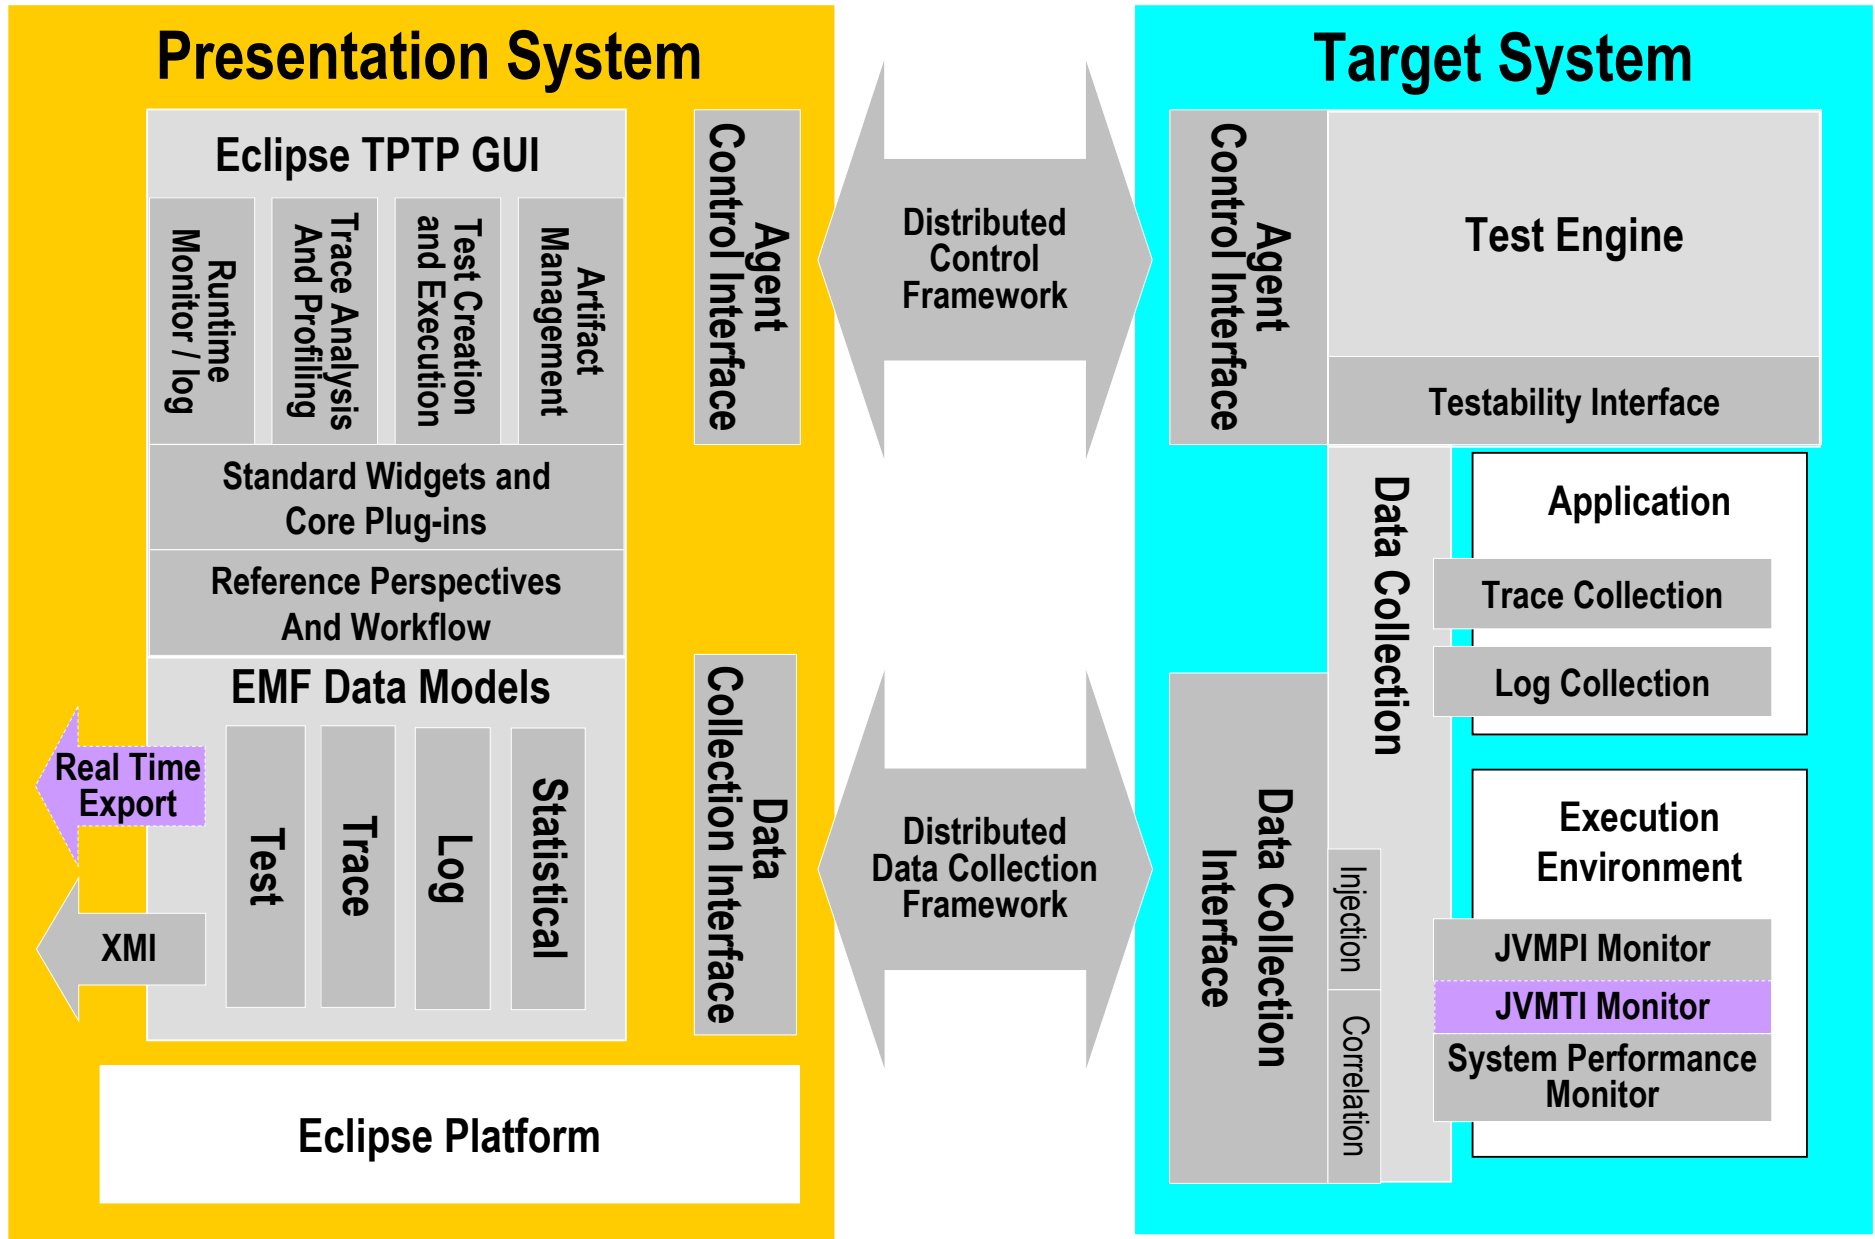 Presentation System
Eclipse TPTP GUI
Runtime
Monitor / log
Trace Analysis
And Profiling
Test Creation
and Execution
Artifact
Management
Standard Widgets and
Core Plug-ins
Reference Perspectives
And Workflow
EMF Data Models
Test
Trace
Log
Statistical
Real Time
Export
XMI
Eclipse Platform
Agent
Control Interface
Data
Collection Interface
Distributed
Control
Framework
Distributed
Data Collection
Framework
Target System
Agent
Control Interface
Test Engine
Testability Interface
Data Collection
Application
Trace Collection
Log Collection
Data Collection
Interface
Injection
Correlation
Execution
Environment
JVMPI Monitor
JVMTI Monitor
System Performance
Monitor